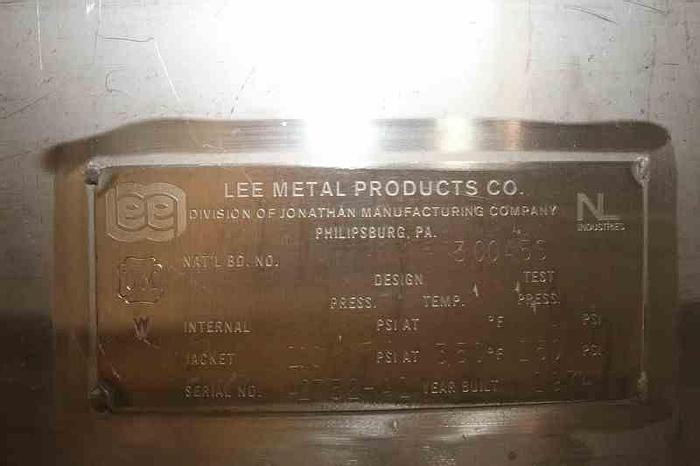 Lee
LEE METAL PRODUCTS CO.
DIVISION OF JONATHAN MANUFACTURING COMPANY
PHILIPSBURG, PA.
NL
INDUSTRIES
NAT'L BD. NO.
DESIGN TEST
PRESS. TEMP. PRESS.
W
INTERNAL PSI AT °F PSI
JACKET PSI AT °F PSI
SERIAL NO. YEAR BUILT